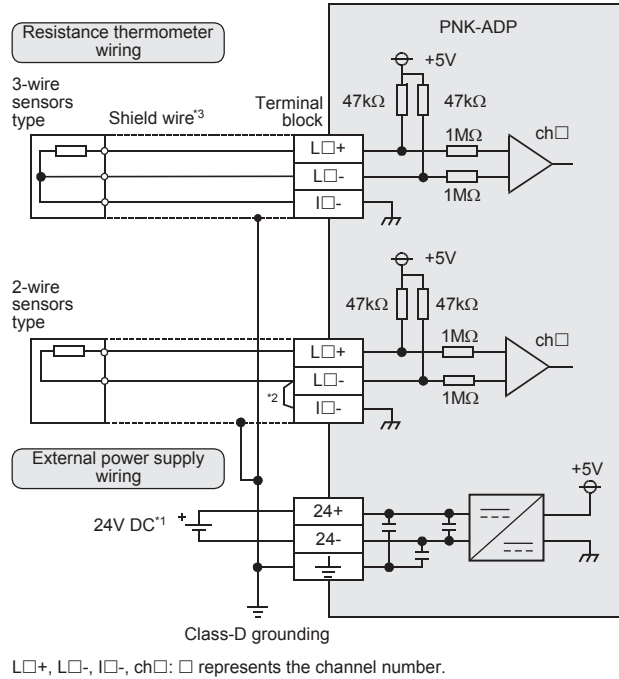 Resistance thermometer
wiring
PNK-ADP
+5V
47kΩ
47kΩ
3-wire
sensors
type
Shield wire*3
Terminal
block
1MΩ
ch□
L□+
L□-
1MΩ
I□-
+5V
2-wire
sensors
type
47kΩ
47kΩ
1MΩ
ch□
L□+
L□-
*2
1MΩ
I□-
External power supply
wiring
+5V
24V DC*1
+
24+
24-
Class-D grounding
L□+, L□-, I□-, ch□: □ represents the channel number.